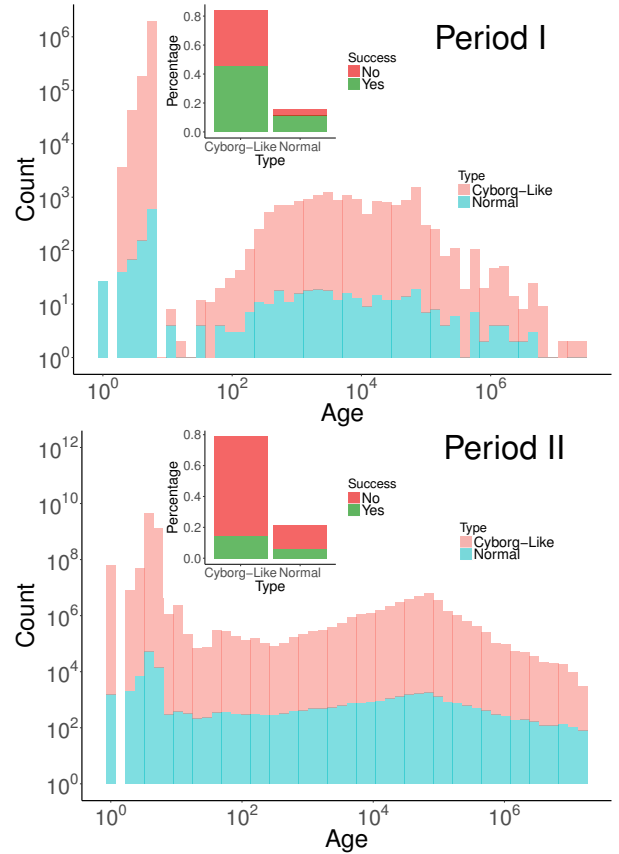 Period I
Count
10^6
10^5
10^4
10^3
10^2
10^1
10^0
10^0 10^2 10^4 10^6
Age
Percentage
0.8
0.6
0.4
0.2
0.0
Cyborg−Like Normal
Type
Success
No
Yes
Type
Cyborg−Like
Normal
Period II
Count
10^12
10^10
10^8
10^6
10^4
10^2
10^0
10^0 10^2 10^4 10^6
Age
Percentage
0.8
0.6
0.4
0.2
0.0
Cyborg−Like Normal
Type
Success
No
Yes
Type
Cyborg−Like
Normal